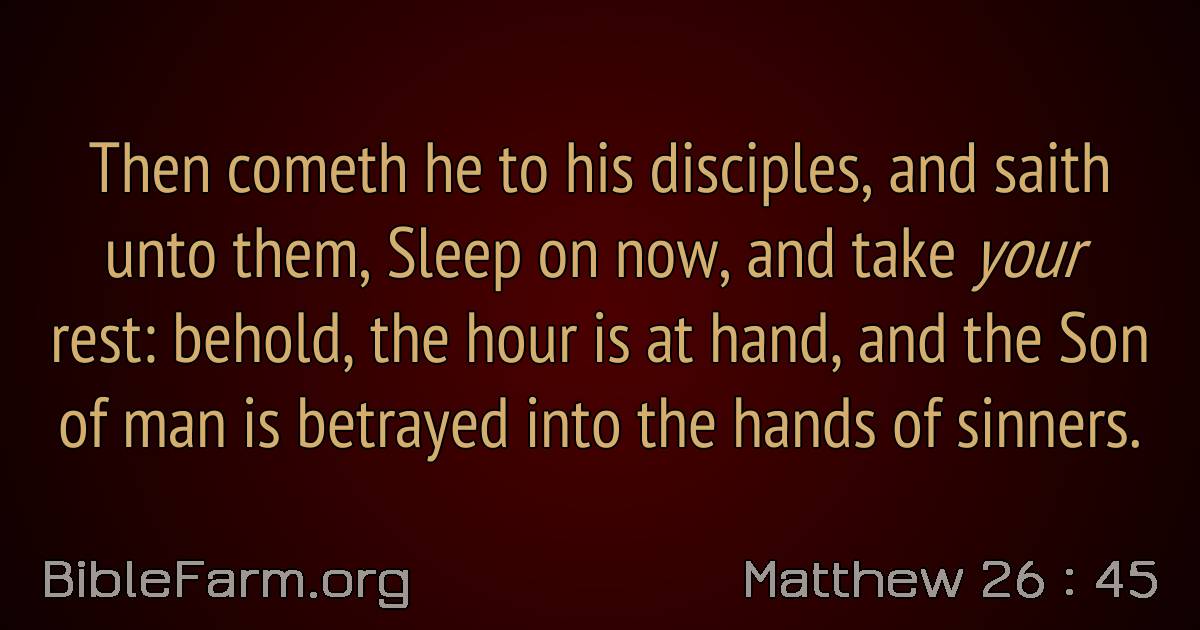 Then cometh he to his disciples, and saith
unto them, Sleep on now, and take your
rest: behold, the hour is at hand, and the Son
of man is betrayed into the hands of sinners.
BibleFarm.org
Matthew 26 : 45